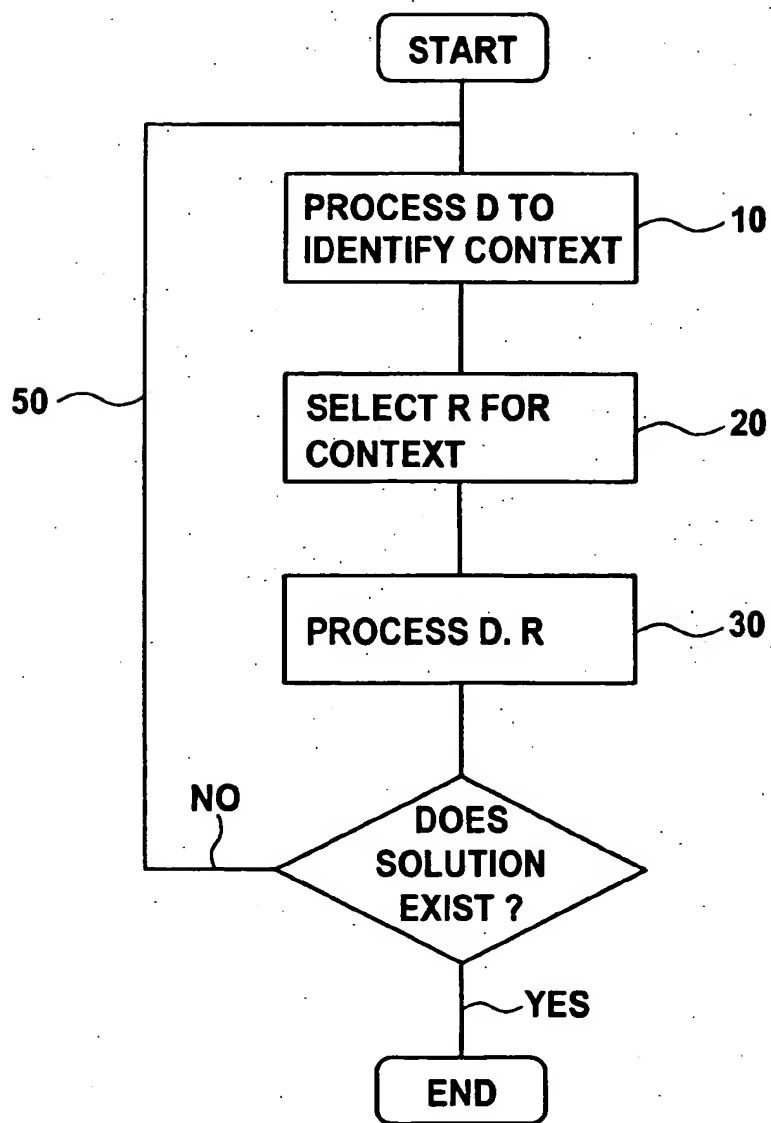 START
PROCESS D TO
IDENTIFY CONTEXT
10
50
SELECT R FOR
CONTEXT
20
PROCESS D. R
30
NO
DOES
SOLUTION
EXIST ?
YES
END